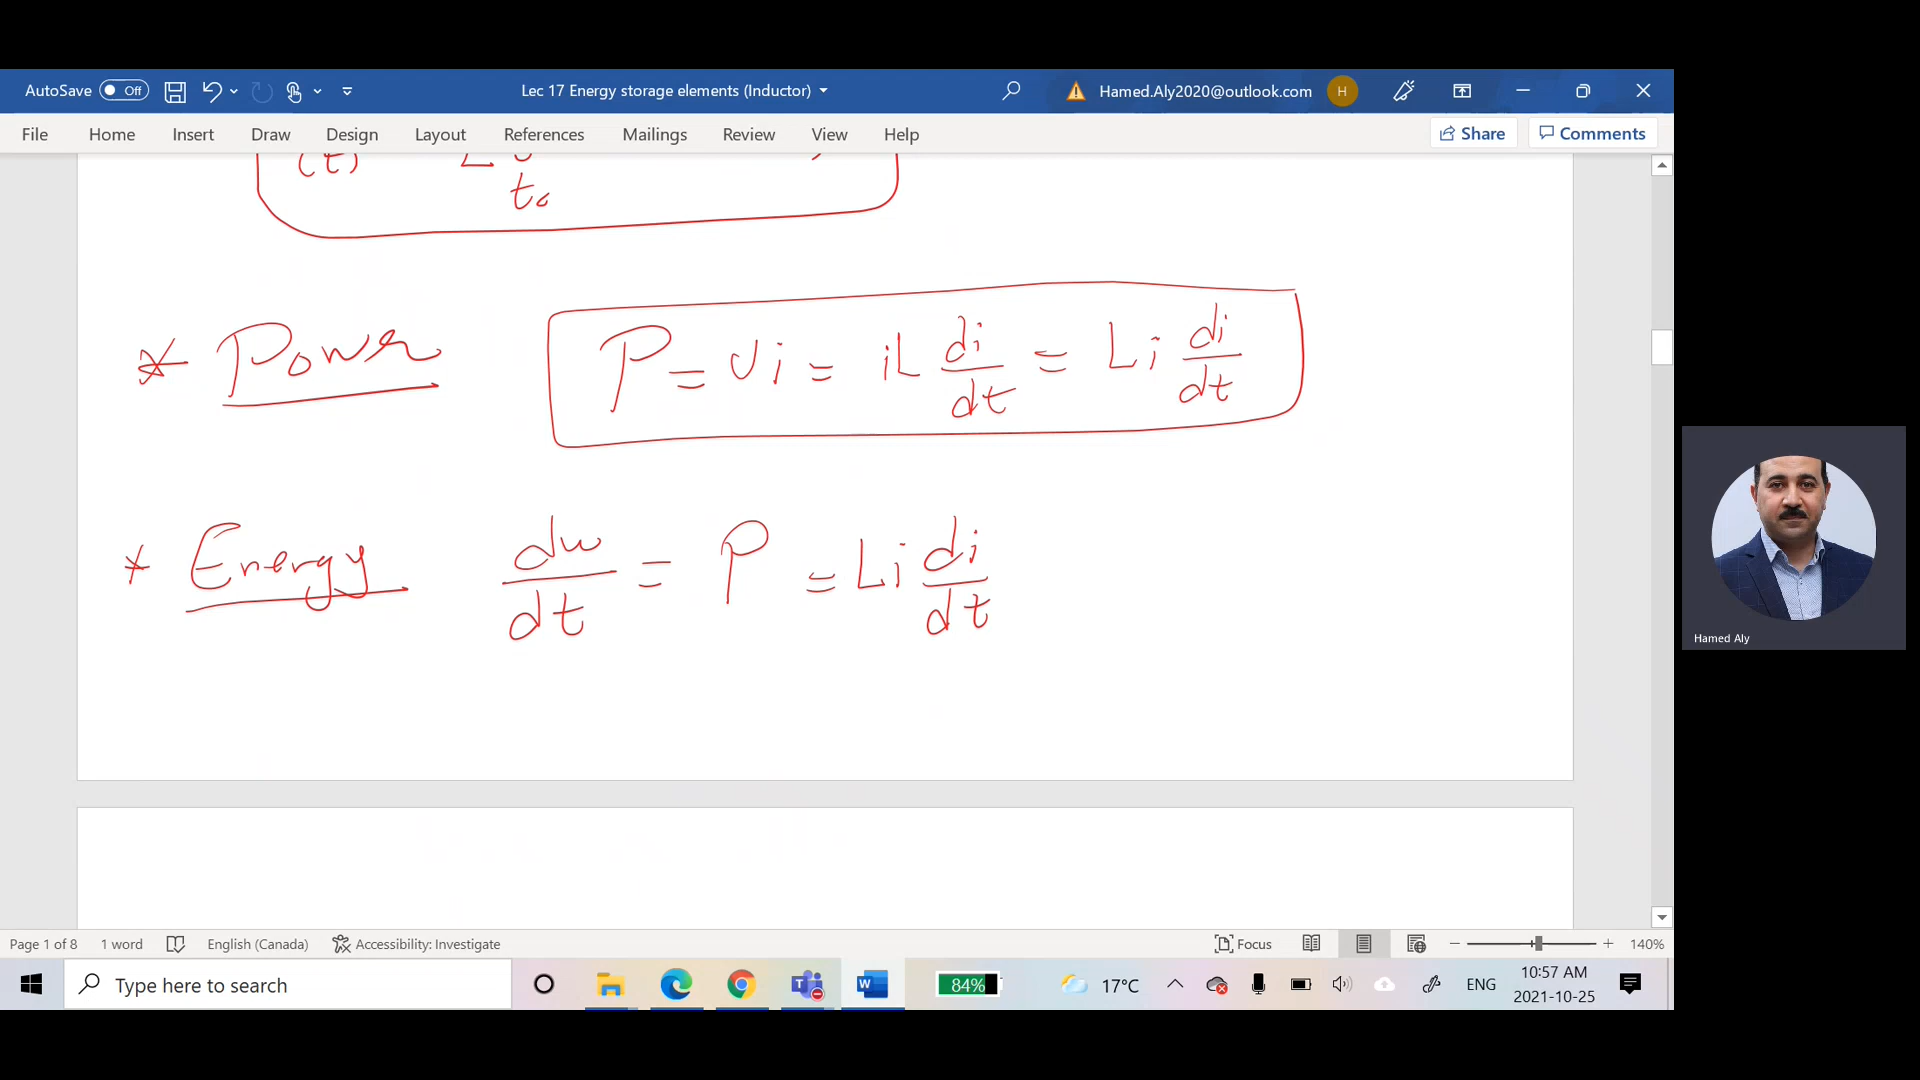 AutoSave Off Lec 17 Energy storage elements (Inductor) Hamed.Aly2020@outlook.com H
File Home Insert Draw Design Layout References Mailings Review View Help Share Comments
(t) L
t₀
* Power P = vi = iL di/dt = Li di/dt
* Energy dw/dt = P = Li di/dt
Hamed Aly
Page 1 of 8 1 word English (Canada) Accessibility: Investigate Focus 140%
Type here to search 84% 17°C ENG 10:57 AM
2021-10-25